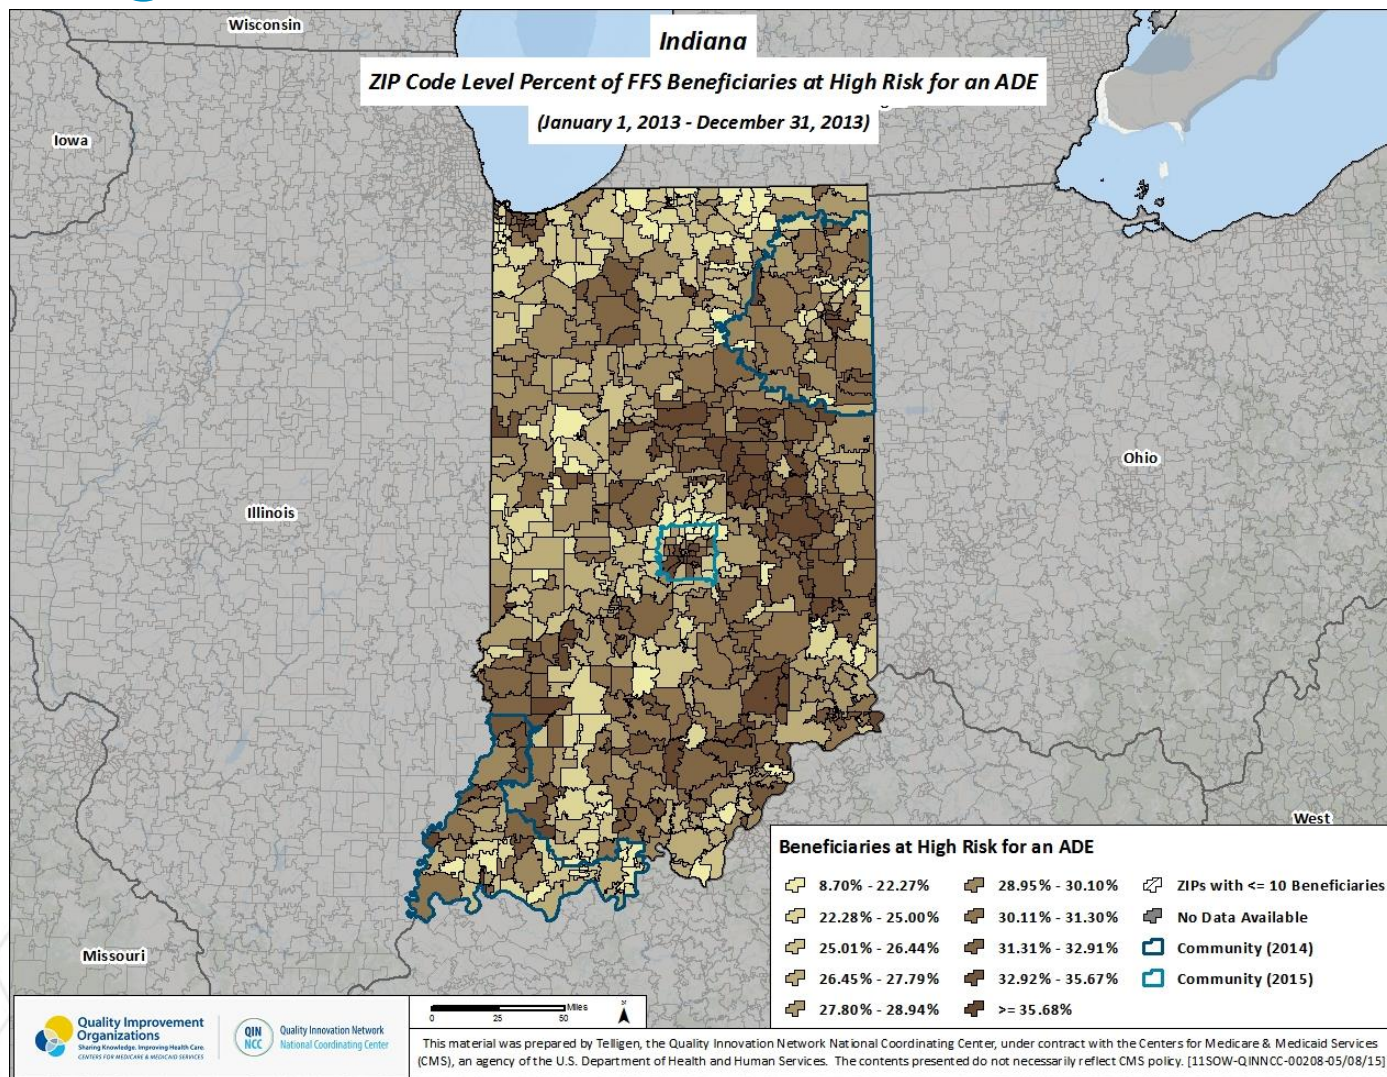 Wisconsin
Indiana
ZIP Code Level Percent of FFS Beneficiaries at High Risk for an ADE
(January 1, 2013 - December 31, 2013)
Iowa
Ohio
Illinois
West
Missouri
Beneficiaries at High Risk for an ADE
8.70% - 22.27%
22.28% - 25.00%
25.01% - 26.44%
26.45% - 27.79%
27.80% - 28.94%
28.95% - 30.10%
30.11% - 31.30%
31.31% - 32.91%
32.92% - 35.67%
>= 35.68%
ZIPs with <= 10 Beneficiaries
No Data Available
Community (2014)
Community (2015)
Quality Improvement
Organizations
Sharing Knowledge. Improving Health Care.
CENTERS FOR MEDICARE & MEDICAID SERVICES
QIN
NCC
Quality Innovation Network
National Coordinating Center
Miles
0 25 50
This material was prepared by Telligen, the Quality Innovation Network National Coordinating Center, under contract with the Centers for Medicare & Medicaid Services
(CMS), an agency of the U.S. Department of Health and Human Services. The contents presented do not necessarily reflect CMS policy. [11SOW-QINNCC-00208-05/08/15]